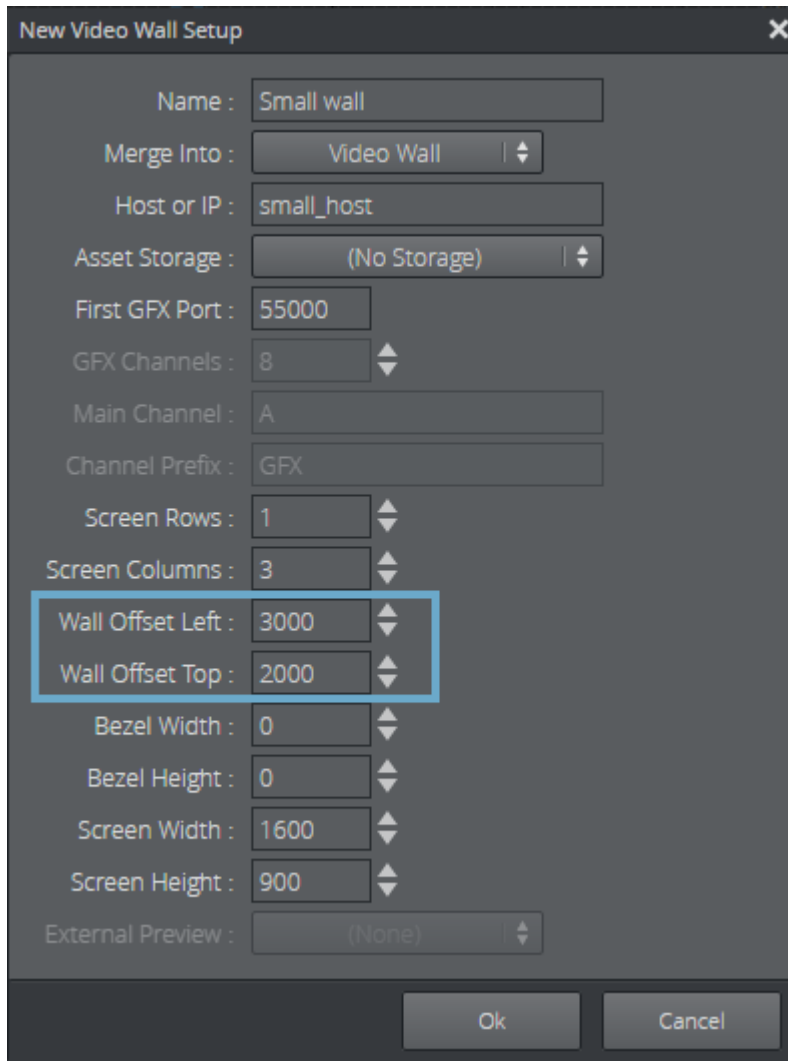 New Video Wall Setup
Name : Small wall
Merge Into : Video Wall
Host or IP : small_host
Asset Storage : (No Storage)
First GFX Port : 55000
GFX Channels : 8
Main Channel : A
Channel Prefix : GFX
Screen Rows : 1
Screen Columns : 3
Wall Offset Left : 3000
Wall Offset Top : 2000
Bezel Width : 0
Bezel Height : 0
Screen Width : 1600
Screen Height : 900
External Preview : (None)
Ok Cancel